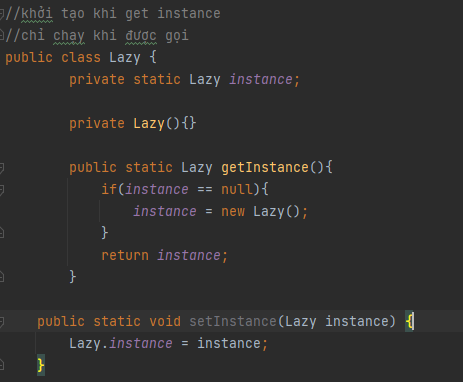 //khởi tạo khi get instance
//chỉ chạy khi được gọi
public class Lazy {
private static Lazy instance;
private Lazy(){}
public static Lazy getInstance(){
if(instance == null){
instance = new Lazy();
}
return instance;
}
public static void setInstance(Lazy instance) {
Lazy.instance = instance;
}